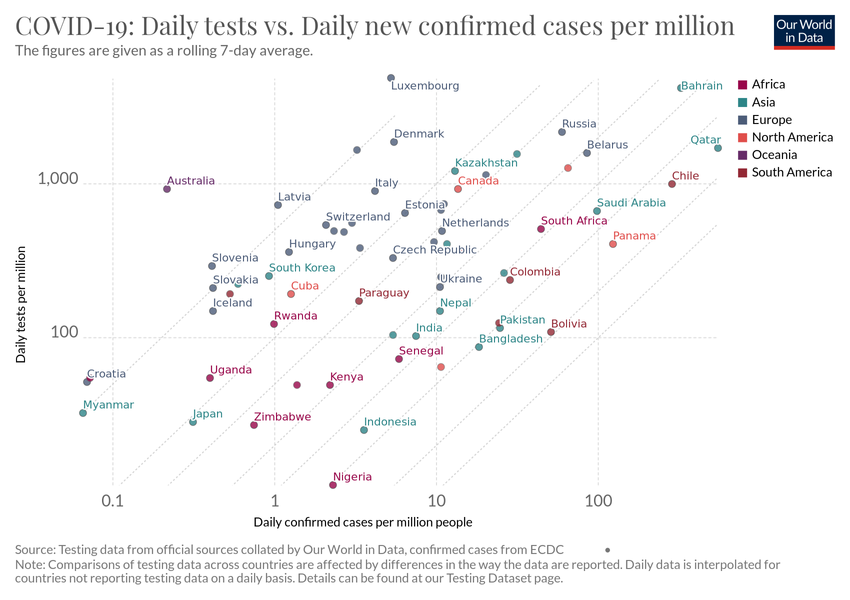 COVID-19: Daily tests vs. Daily new confirmed cases per million
The figures are given as a rolling 7-day average.
Our World
in Data
Luxembourg
Bahrain
Africa
Asia
Europe
North America
Oceania
South America
Denmark
Russia
Belarus
Qatar
Kazakhstan
1,000
Australia
Italy
Canada
Chile
Latvia
Estonia
Saudi Arabia
Switzerland
Netherlands
South Africa
Panama
Hungary
Czech Republic
Slovenia
South Korea
Colombia
Slovakia
Cuba
Paraguay
Ukraine
Iceland
Nepal
Rwanda
Pakistan
Bolivia
100
India
Bangladesh
Senegal
Croatia
Uganda
Kenya
Myanmar
Japan
Zimbabwe
Indonesia
Nigeria
Daily tests per million
0.1
1
10
100
Daily confirmed cases per million people
Source: Testing data from official sources collated by Our World in Data, confirmed cases from ECDC
Note: Comparisons of testing data across countries are affected by differences in the way the data are reported. Daily data is interpolated for
countries not reporting testing data on a daily basis. Details can be found at our Testing Dataset page.